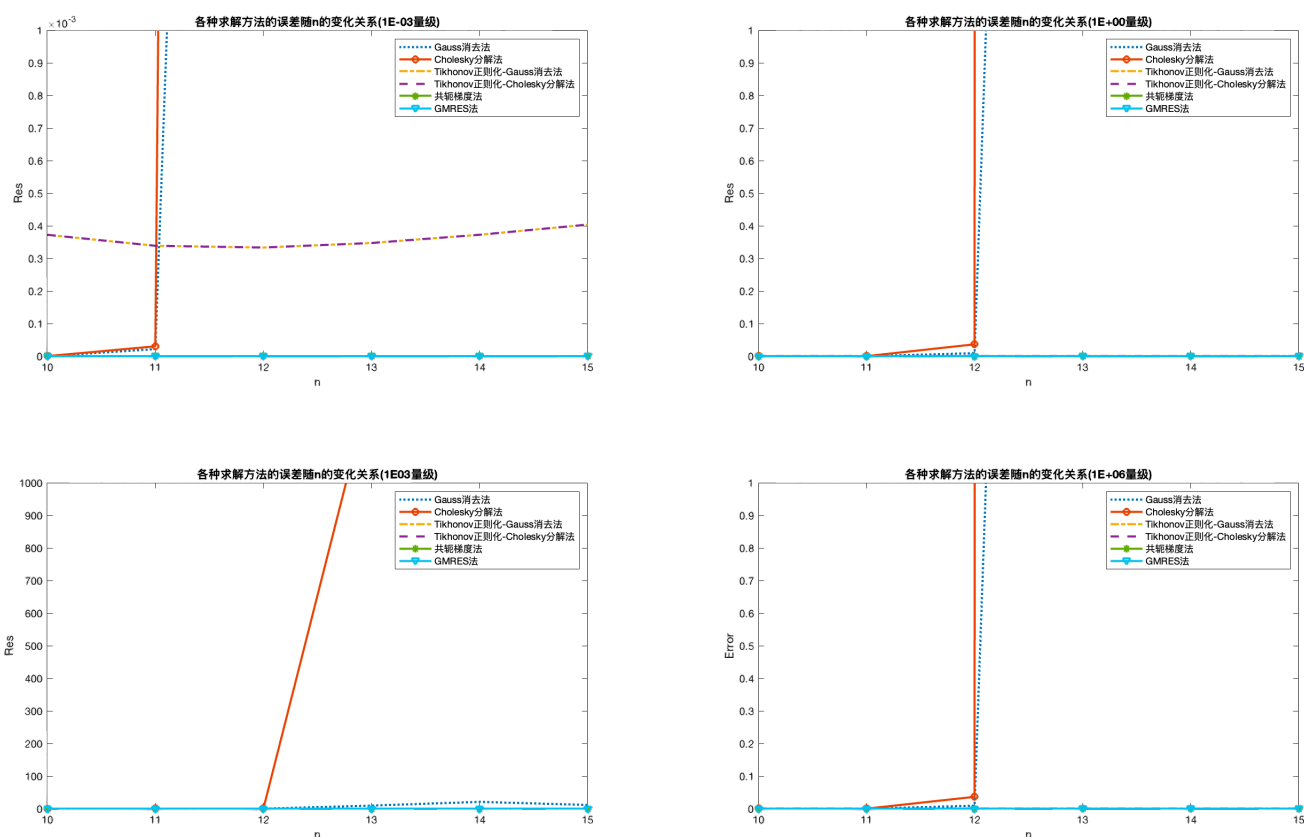 各种求解方法的误差随n的变化关系(1E-03量级)
×10^-3
1
0.9
0.8
0.7
0.6
0.5
0.4
0.3
0.2
0.1
0
Res
10
11
12
13
14
15
n
Gauss消去法
Cholesky分解法
Tikhonov正则化-Gauss消去法
Tikhonov正则化-Cholesky分解法
共轭梯度法
GMRES法
各种求解方法的误差随n的变化关系(1E+00量级)
1
0.9
0.8
0.7
0.6
0.5
0.4
0.3
0.2
0.1
0
Res
10
11
12
13
14
15
n
Gauss消去法
Cholesky分解法
Tikhonov正则化-Gauss消去法
Tikhonov正则化-Cholesky分解法
共轭梯度法
GMRES法
各种求解方法的误差随n的变化关系(1E03量级)
1000
900
800
700
600
500
400
300
200
100
0
Res
10
11
12
13
14
15
n
Gauss消去法
Cholesky分解法
Tikhonov正则化-Gauss消去法
Tikhonov正则化-Cholesky分解法
共轭梯度法
GMRES法
各种求解方法的误差随n的变化关系(1E+06量级)
1
0.9
0.8
0.7
0.6
0.5
0.4
0.3
0.2
0.1
0
Error
10
11
12
13
14
15
n
Gauss消去法
Cholesky分解法
Tikhonov正则化-Gauss消去法
Tikhonov正则化-Cholesky分解法
共轭梯度法
GMRES法